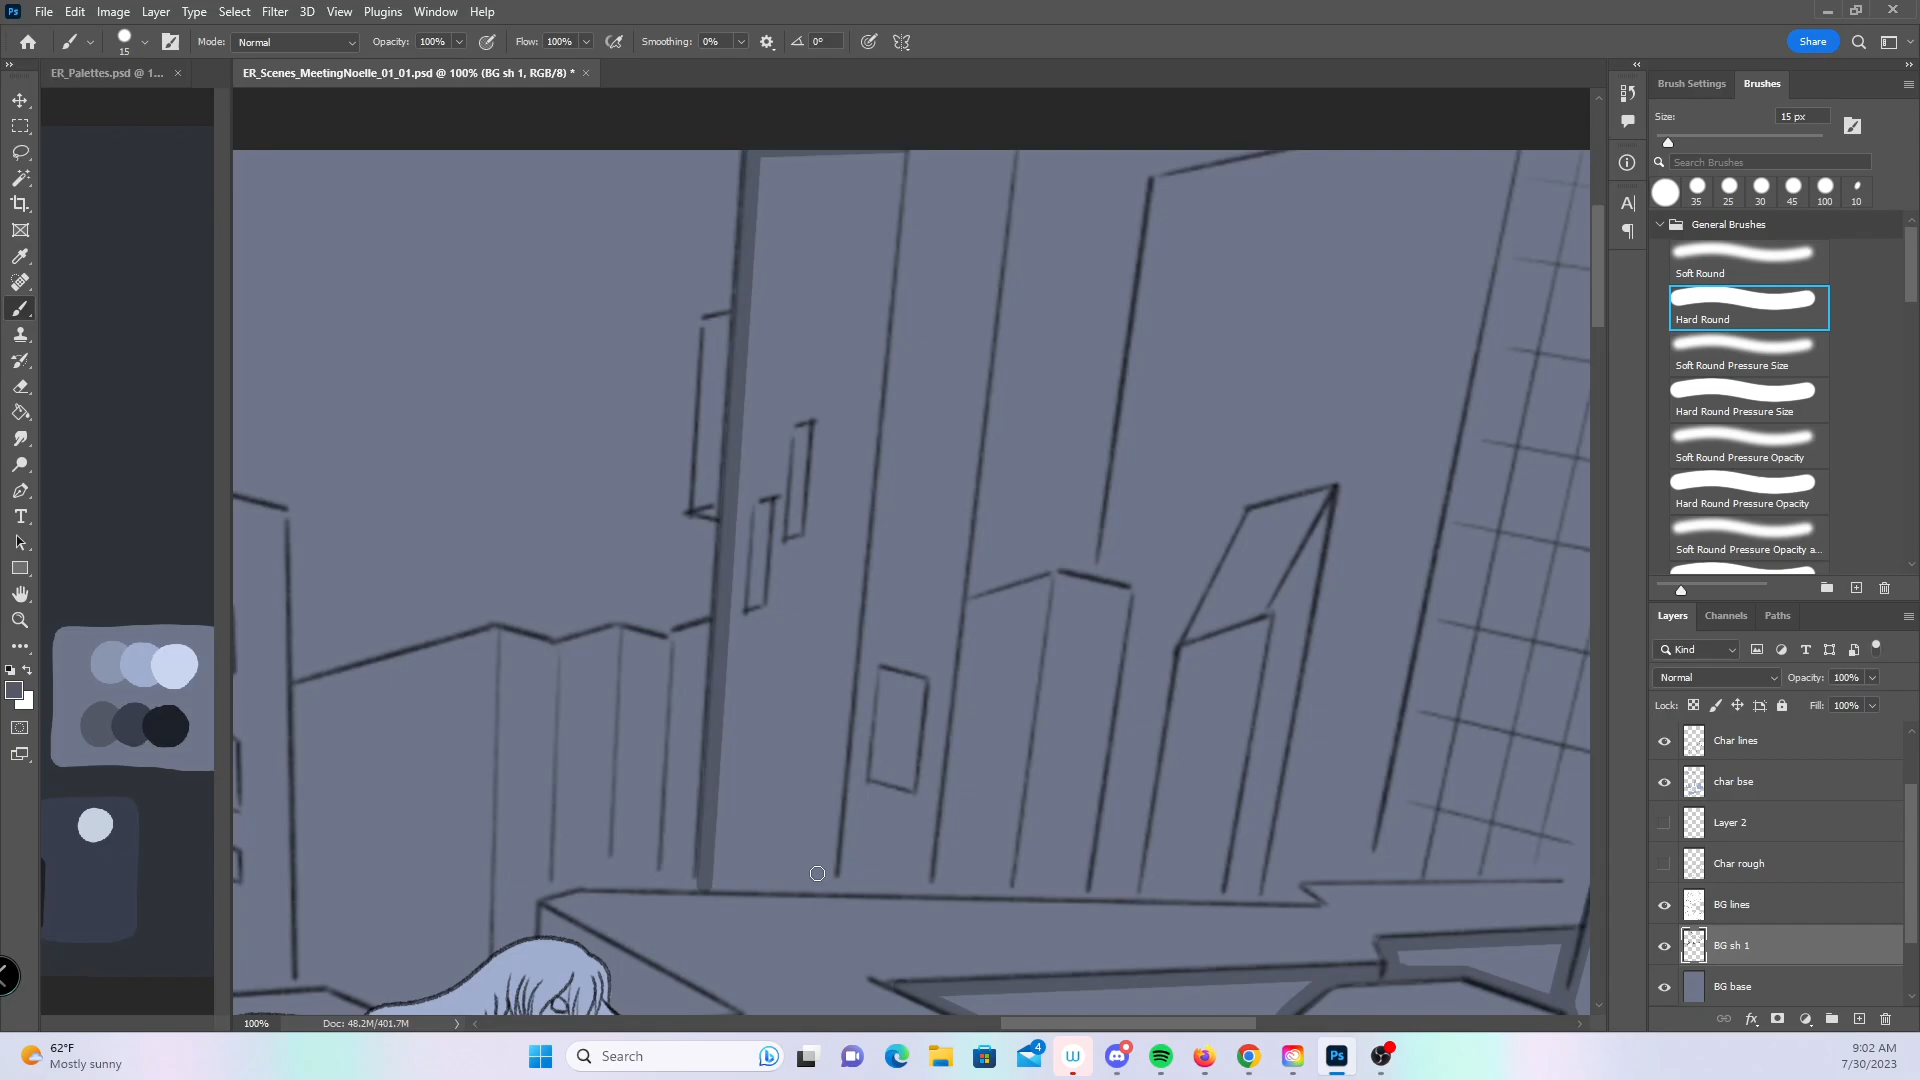 Ps File Edit Image Layer Type Select Filter 3D View Plugins Window Help
15 Mode: Normal Opacity: 100% Flow: 100% Smoothing: 0% 0° Share
ER_Palettes.psd @ 1... × ER_Scenes_MeetingNoelle_01_01.psd @ 100% (BG sh 1, RGB/8) * ×
Brush Settings Brushes
Size: 15 px
Search Brushes
35 25 30 45 100 10
General Brushes
Soft Round
Hard Round
Soft Round Pressure Size
Hard Round Pressure Size
Soft Round Pressure Opacity
Hard Round Pressure Opacity
Soft Round Pressure Opacity a...
Layers Channels Paths
Kind
Normal Opacity: 100%
Lock: Fill: 100%
Char lines
char bse
Layer 2
Char rough
BG lines
BG sh 1
BG base
100% Doc: 48.2M/401.7M
62°F
Mostly sunny
Search
4
Ps
9:02 AM
7/30/2023